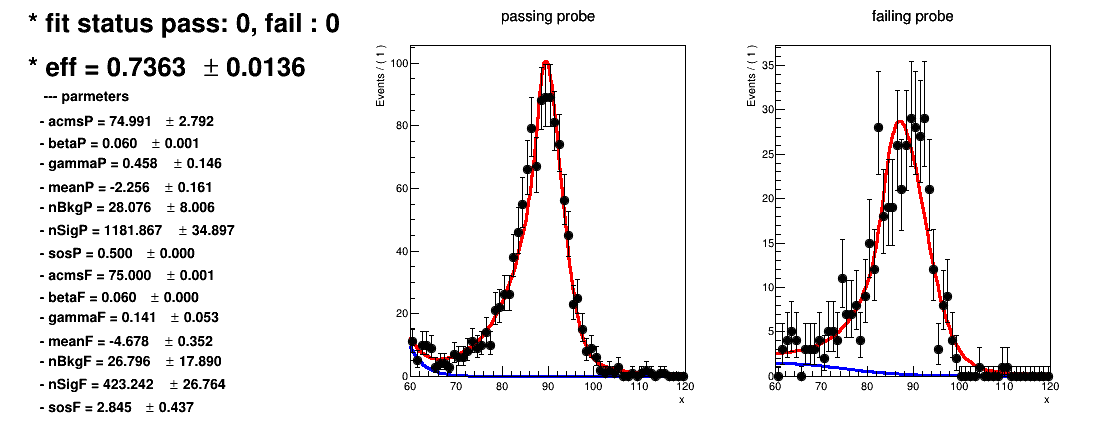 * fit status pass: 0, fail : 0
* eff = 0.7363 ± 0.0136
--- parmeters
- acmsP = 74.991 ± 2.792
- betaP = 0.060 ± 0.001
- gammaP = 0.458 ± 0.146
- meanP = -2.256 ± 0.161
- nBkgP = 28.076 ± 8.006
- nSigP = 1181.867 ± 34.897
- sosP = 0.500 ± 0.000
- acmsF = 75.000 ± 0.001
- betaF = 0.060 ± 0.000
- gammaF = 0.141 ± 0.053
- meanF = -4.678 ± 0.352
- nBkgF = 26.796 ± 17.890
- nSigF = 423.242 ± 26.764
- sosF = 2.845 ± 0.437
passing probe
Events / ( 1 )
100
80
60
40
20
0
60 70 80 90 100 110 120
x
failing probe
Events / ( 1 )
35
30
25
20
15
10
5
0
60 70 80 90 100 110 120
x